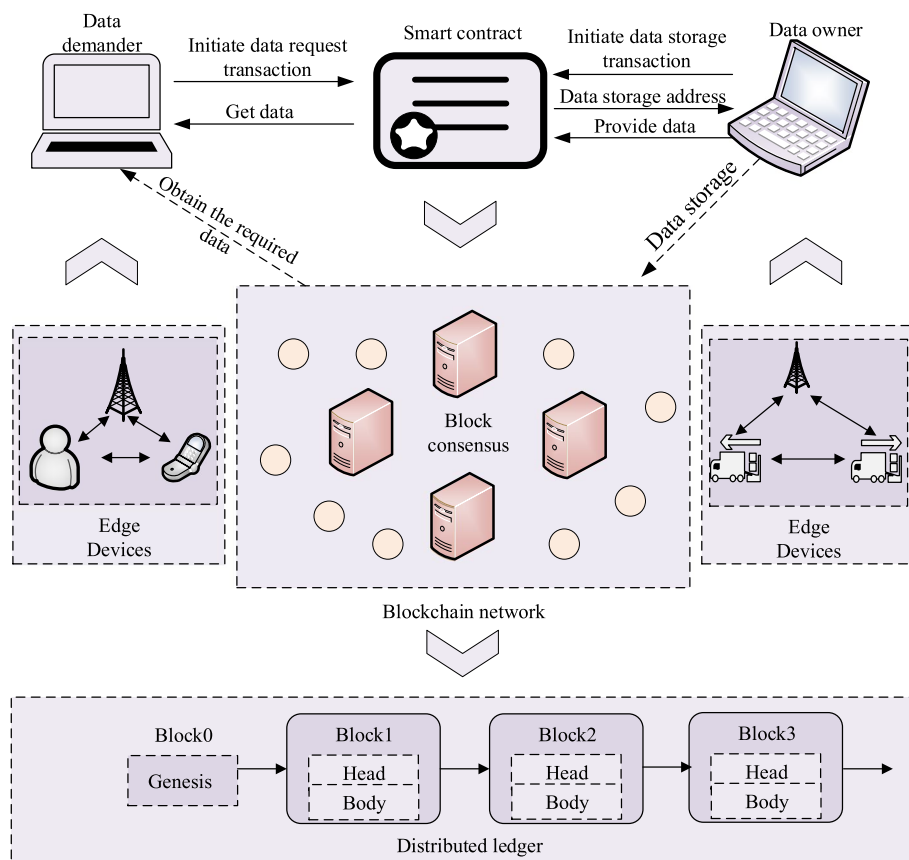 Data
demander
Initiate data request
transaction
Get data
Smart contract
Initiate data storage
transaction
Data storage address
Provide data
Data owner
Obtain the required
data
Data storage
Edge
Devices
Block
consensus
Edge
Devices
Blockchain network
Block0
Genesis
Block1
Head
Body
Block2
Head
Body
Block3
Head
Body
Distributed ledger